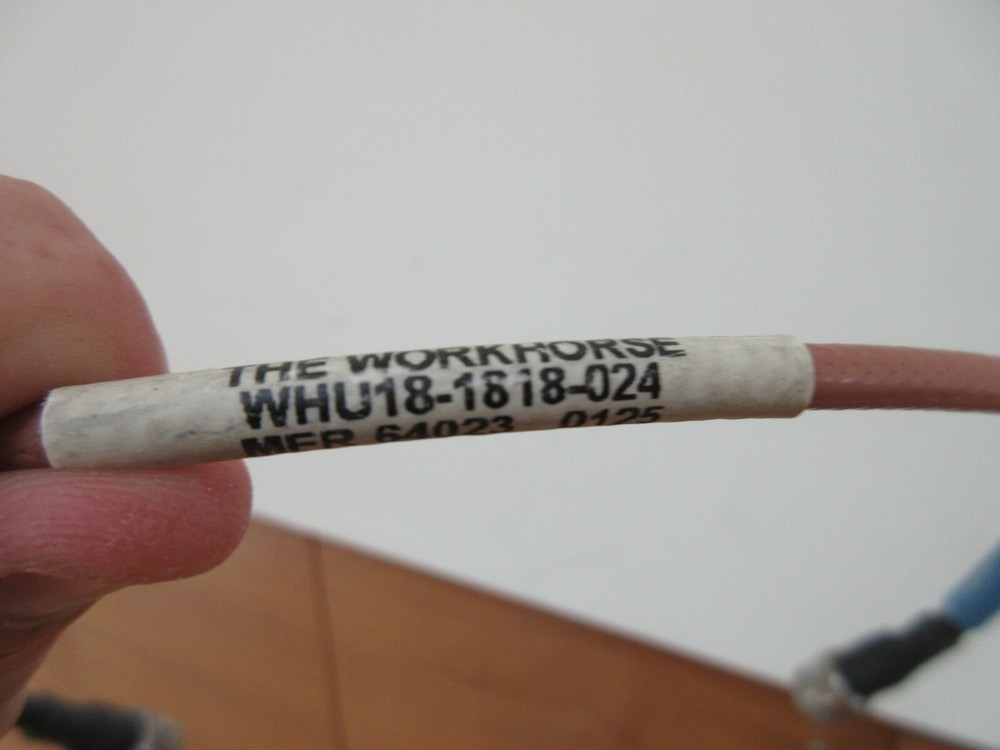 THE WORKHORSE
WHU18-1818-024
MFR 64023 0125